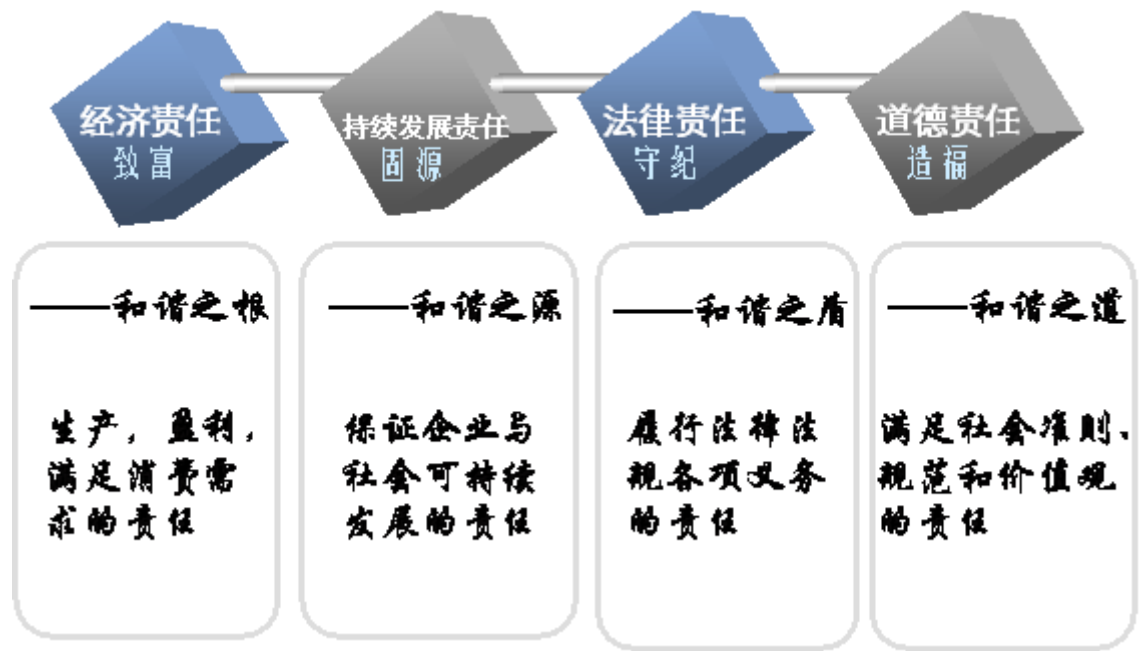 经济责任
致富
持续发展责任
固源
法律责任
守纪
道德责任
造福
——和谐之根
生产，盈利，
满足消费需
求的责任
——和谐之源
保证企业与
社会可持续
发展的责任
——和谐之盾
履行法律法
规各项义务
的责任
——和谐之道
满足社会准则、
规范和价值观
的责任